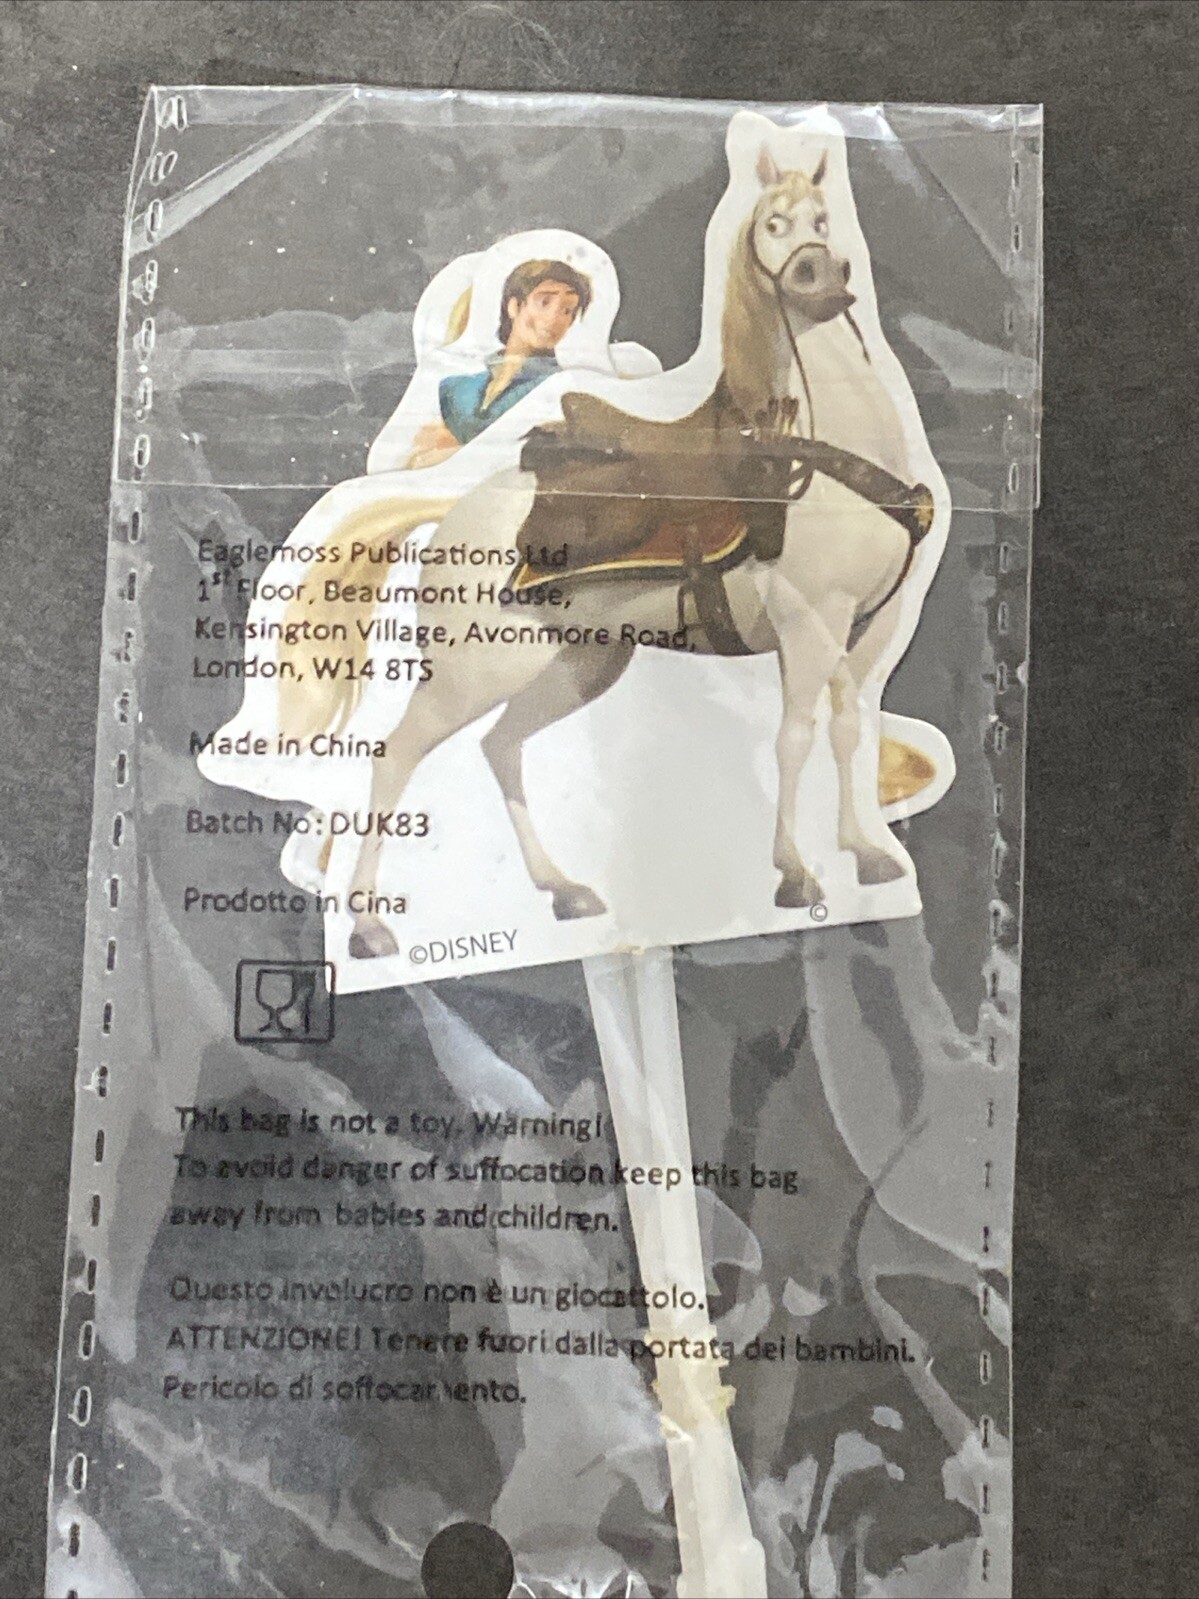 Eaglemoss Publications Ltd
1st Floor, Beaumont House,
Kensington Village, Avonmore Road,
London, W14 8TS
Made in China
Batch No: DUK83
Prodotto in Cina
©DISNEY
©
This bag is not a toy. Warning!
To avoid danger of suffocation keep this bag
away from babies and children.
Questo involucro non è un giocattolo.
ATTENZIONE! Tenere fuori dalla portata dei bambini.
Pericolo di soffocamento.